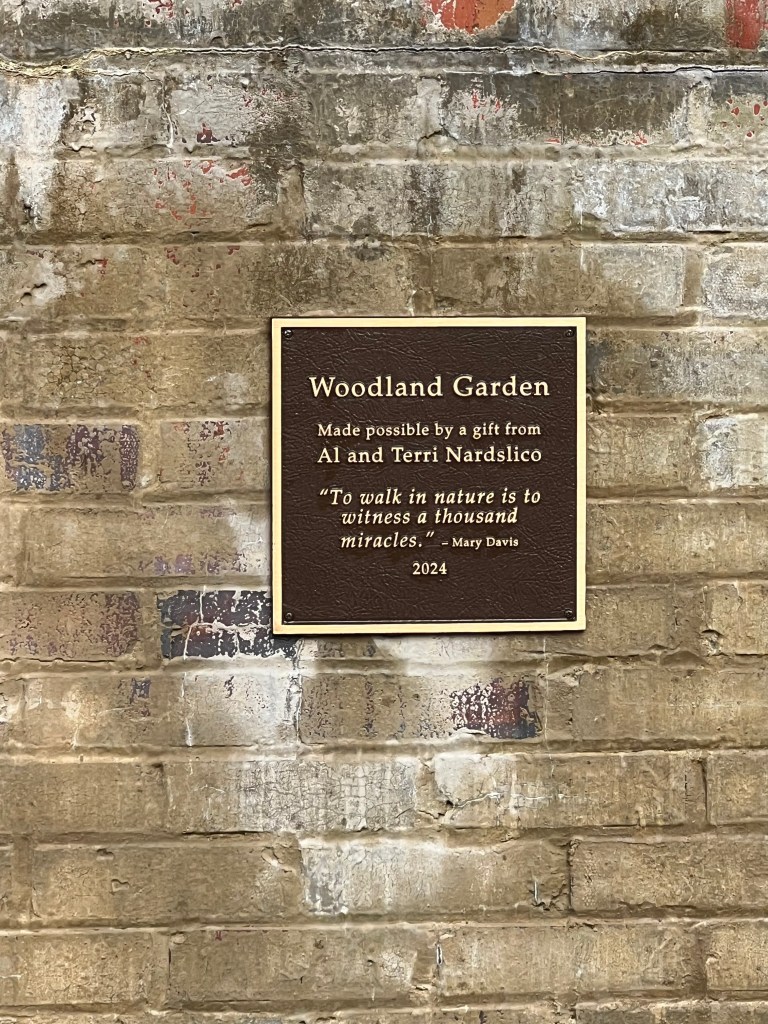 Woodland Garden
Made possible by a gift from
Al and Terri Nardslico
“To walk in nature is to
witness a thousand
miracles.” – Mary Davis
2024